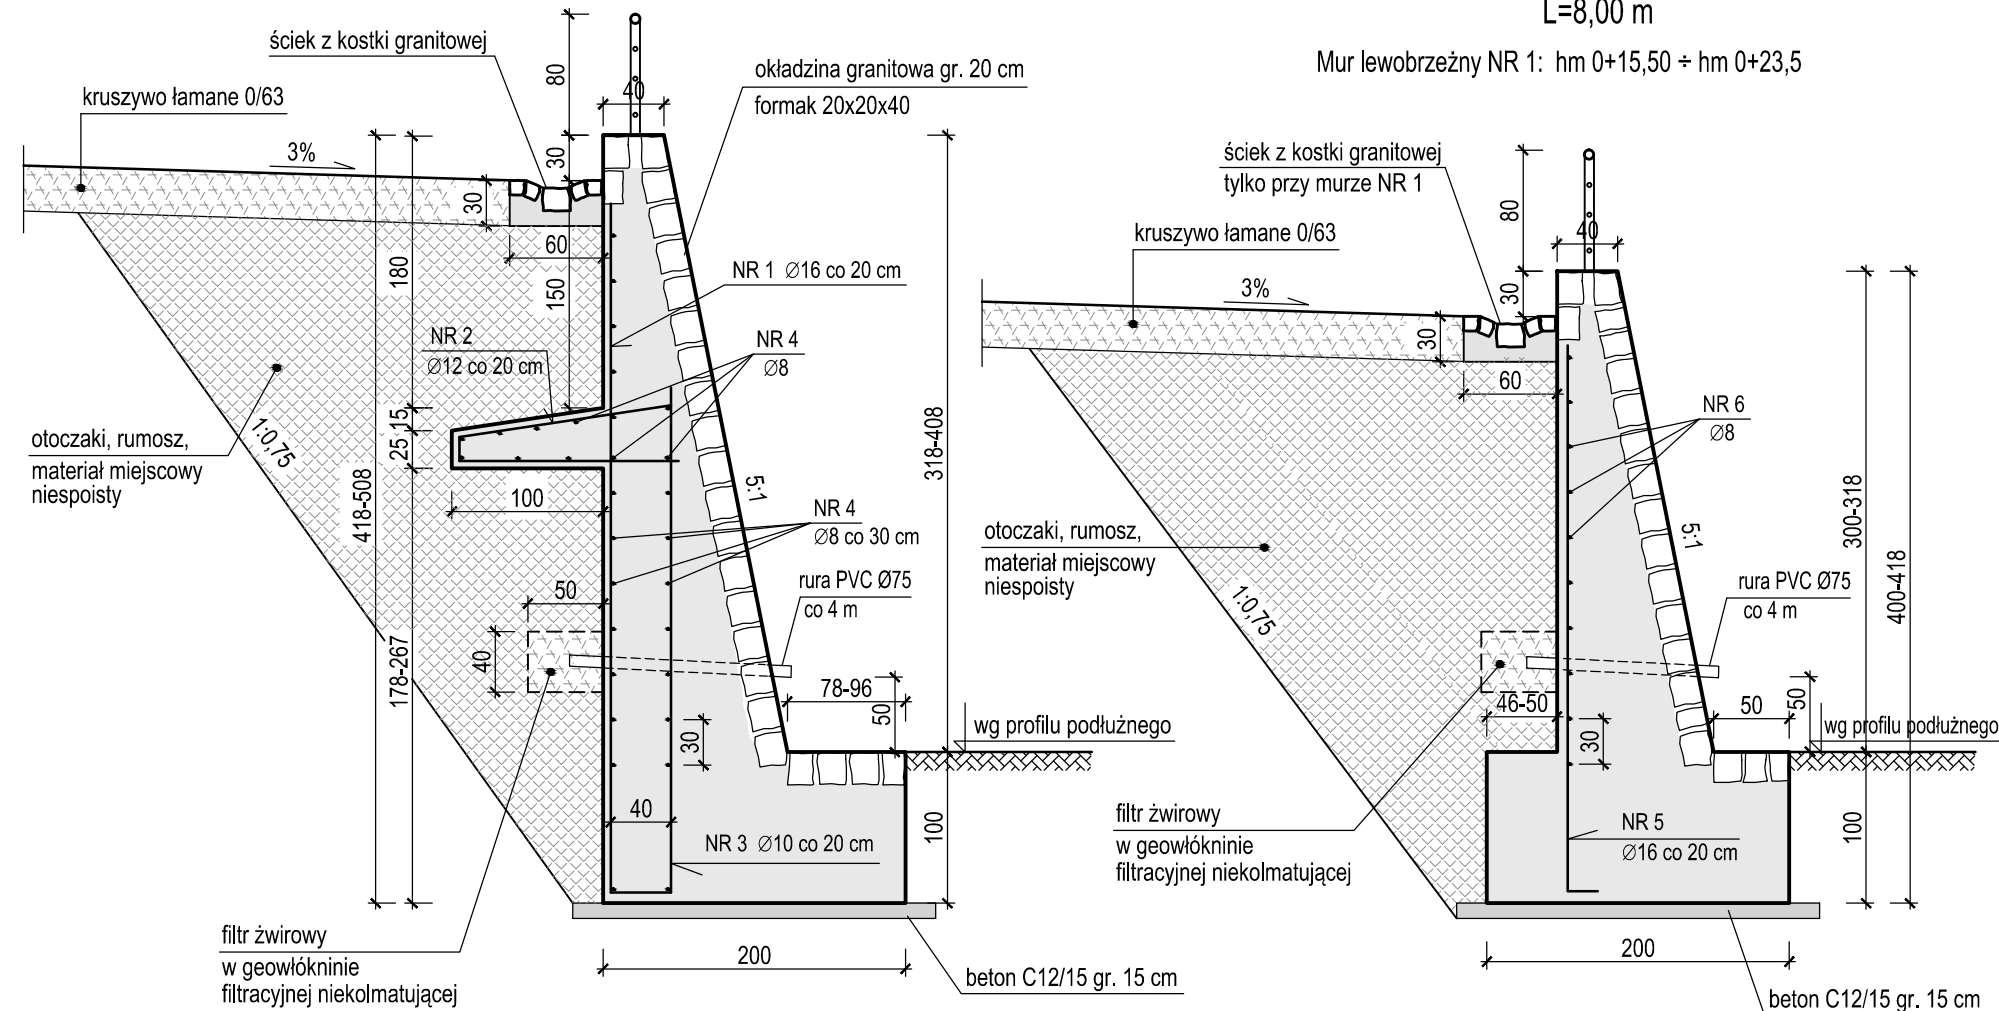 L=8,00 m
Mur lewobrzeżny NR 1: hm 0+15,50 ÷ hm 0+23,5
ściek z kostki granitowej
kruszywo łamane 0/63
3%
80
40
okładzina granitowa gr. 20 cm
formak 20x20x40
30
30
60
180
150
NR 1 Ø16 co 20 cm
NR 2
Ø12 co 20 cm
NR 4
Ø8
15
25
otoczaki, rumosz,
materiał miejscowy
niespoisty
1:0,75
418-508
100
5:1
318-408
NR 4
Ø8 co 30 cm
50
rura PVC Ø75
co 4 m
40
178-267
78-96
50
30
wg profilu podłużnego
40
NR 3 Ø10 co 20 cm
100
filtr żwirowy
w geowłókninie
filtracyjnej niekolmatującej
200
beton C12/15 gr. 15 cm
ściek z kostki granitowej
tylko przy murze NR 1
80
40
kruszywo łamane 0/63
3%
30
30
60
NR 6
Ø8
otoczaki, rumosz,
materiał miejscowy
niespoisty
1:0,75
5:1
300-318
400-418
rura PVC Ø75
co 4 m
46-50
50
50
30
wg profilu podłużnego
filtr żwirowy
w geowłókninie
filtracyjnej niekolmatującej
NR 5
Ø16 co 20 cm
100
200
beton C12/15 gr. 15 cm